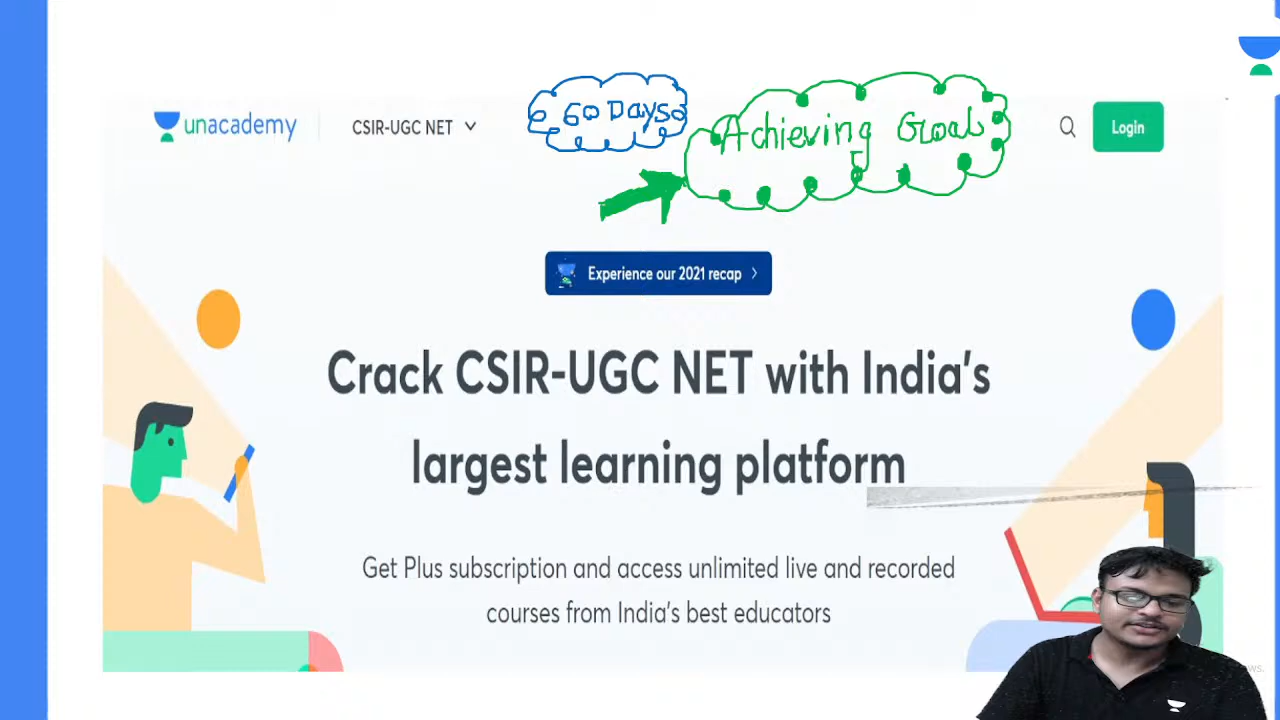 60 Days
Achieving Goals
unacademy
CSIR-UGC NET
Login
Experience our 2021 recap
Crack CSIR-UGC NET with India's
largest learning platform
Get Plus subscription and access unlimited live and recorded
courses from India's best educators